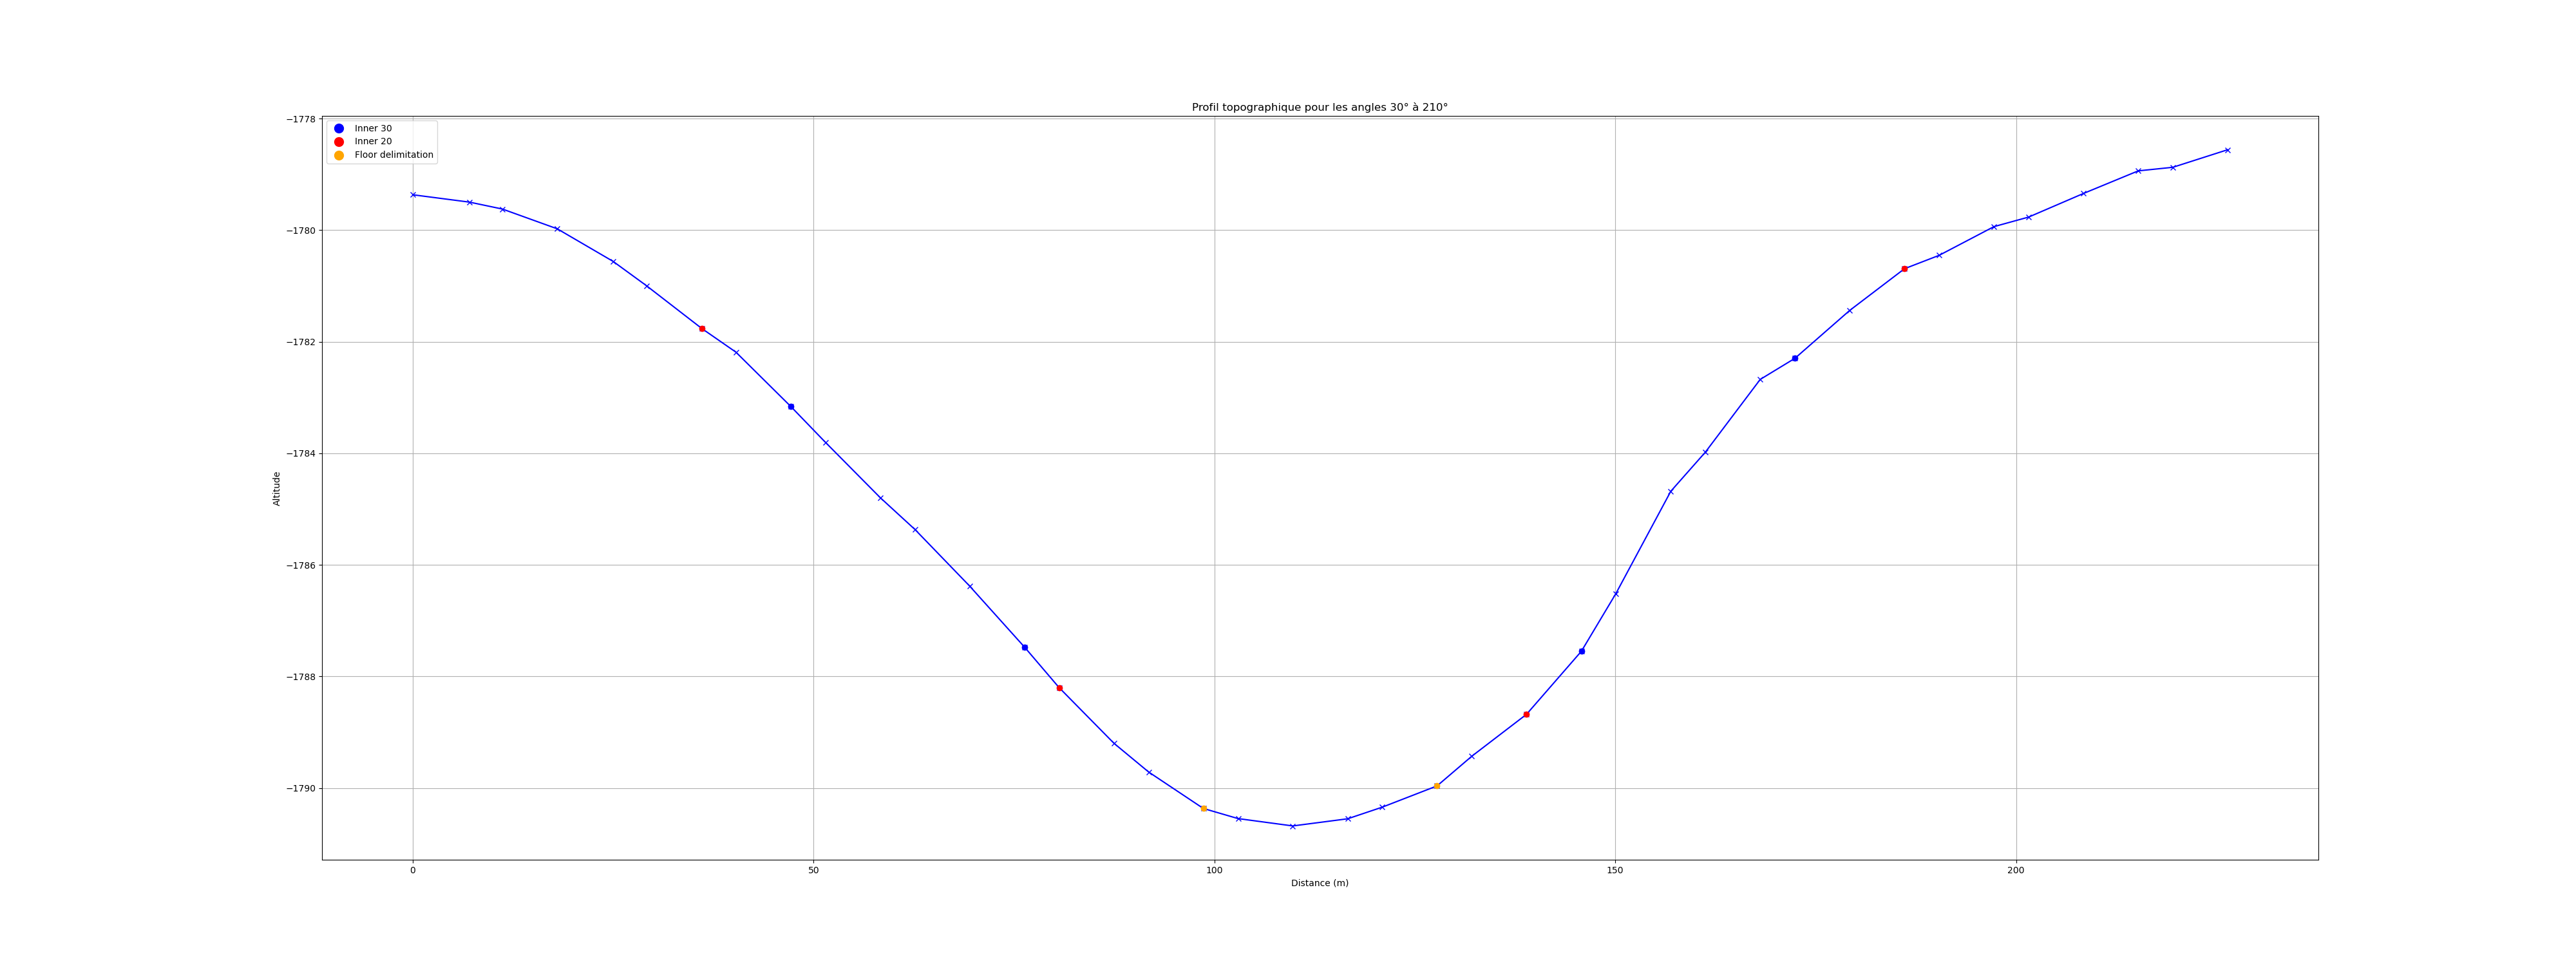 Profil topographique pour les angles 30° à 210°
Inner 30
Inner 20
Floor delimitation
−1778
−1780
−1782
−1784
−1786
−1788
−1790
Altitude
0 50 100 150 200
Distance (m)